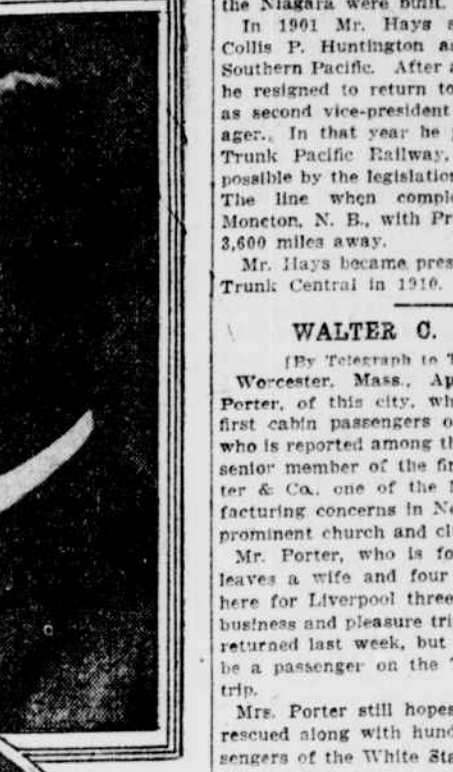 the Niagara were built.
In 1901 Mr. Hays
Collis P. Huntington
Southern Pacific. After
he resigned to return to
as second vice-president
ager. In that year he
Trunk Pacific Railway,
possible by the legislation
The line when comple
Moncton, N. B., with Pr
3,600 miles away.
Mr. Hays became pres
Trunk Central in 1910.
WALTER C.
[By Telegraph to T
Worcester, Mass., Ap
Porter, of this city, wh
first cabin passengers o
who is reported among th
senior member of the fir
ter & Co., one of the
facturing concerns in Ne
prominent church and cl
Mr. Porter, who is fo
leaves a wife and four
here for Liverpool three
business and pleasure tri
returned last week, but
be a passenger on the
trip.
Mrs. Porter still hopes
rescued along with hund
sengers of the White Sta